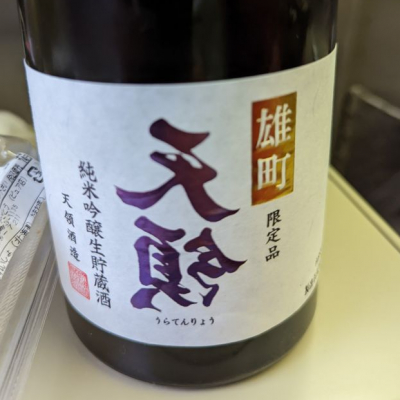 雄町
限定品
天領
うらてんりょう
純米吟醸生貯蔵酒
天領酒造